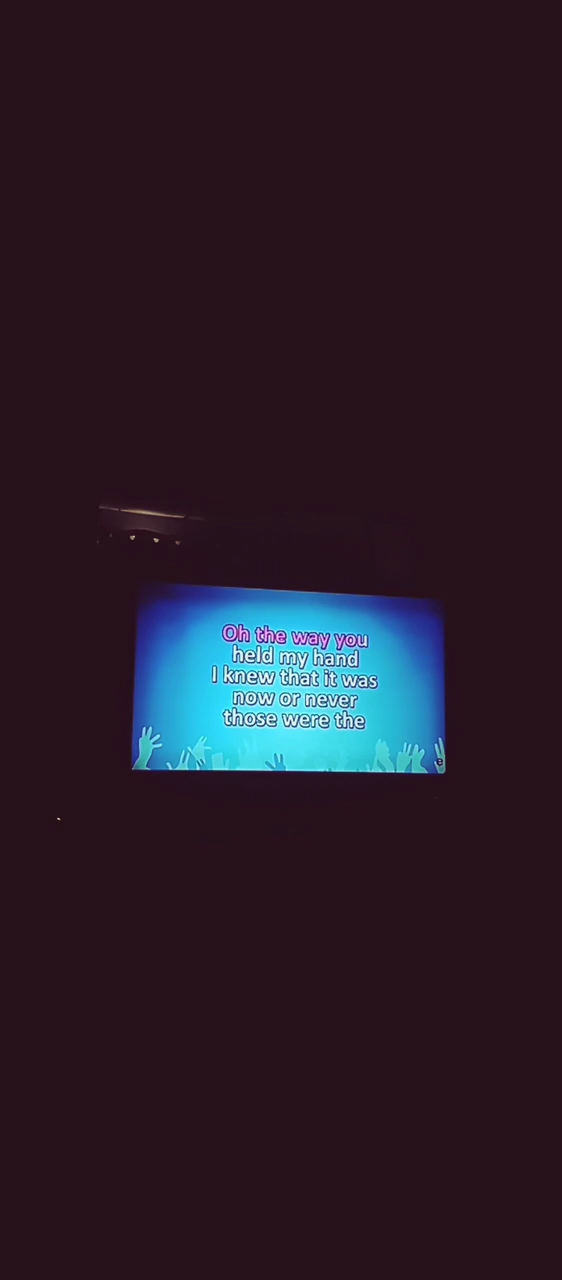 Oh the way you
held my hand
I knew that it was
now or never
those were the